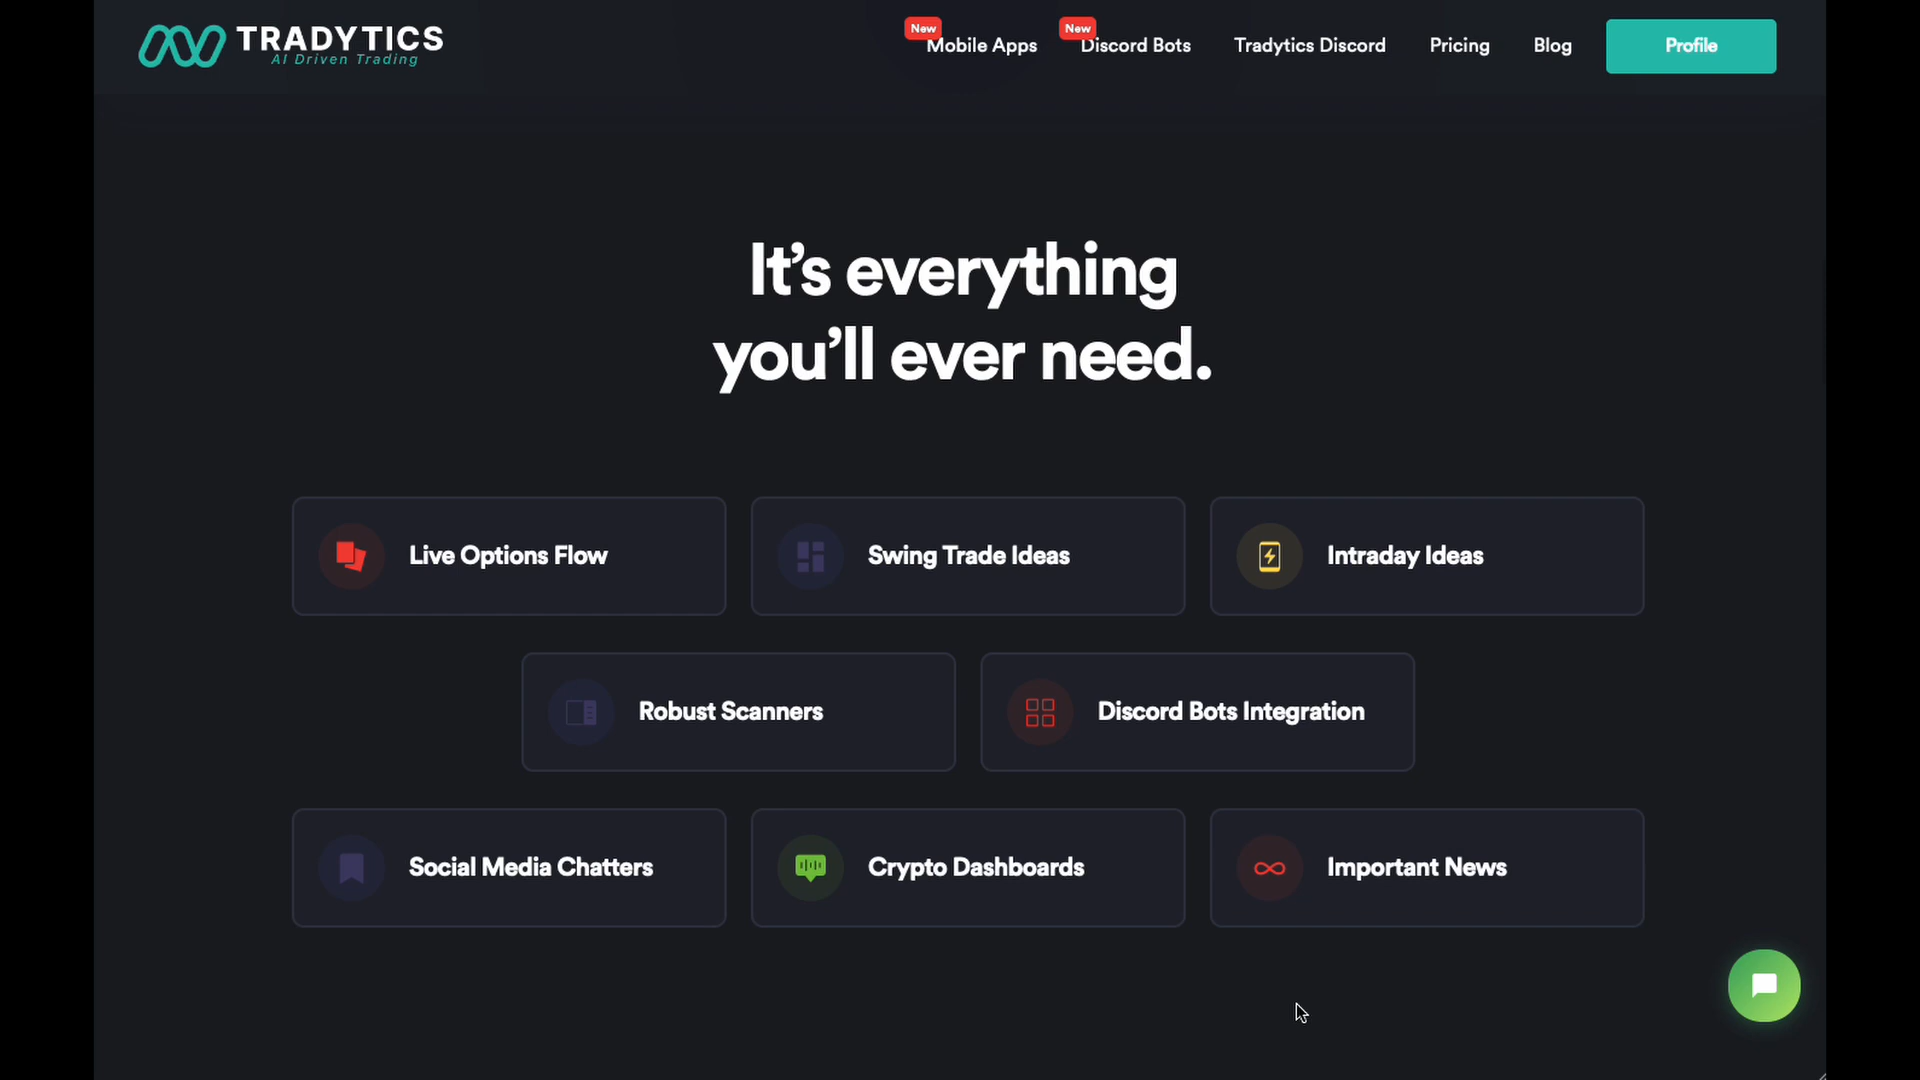 TRADYTICS
AI Driven Trading
New
Mobile Apps
New
Discord Bots
Tradytics Discord
Pricing
Blog
Profile
It’s everything
you’ll ever need.
Live Options Flow
Swing Trade Ideas
Intraday Ideas
Robust Scanners
Discord Bots Integration
Social Media Chatters
Crypto Dashboards
Important News